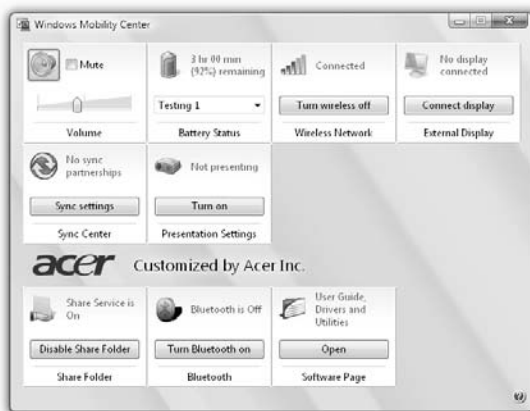 Windows Mobility Center
Mute
Volume
3 hr 00 min
(92%) remaining
Testing 1
Battery Status
Connected
Turn wireless off
Wireless Network
No display
connected
Connect display
External Display
No sync
partnerships
Sync settings
Sync Center
Not presenting
Turn on
Presentation Settings
acer Customized by Acer Inc.
Share Service is
On
Disable Share Folder
Share Folder
Bluetooth is Off
Turn Bluetooth on
Bluetooth
User Guide,
Drivers and
Utilities
Open
Software Page